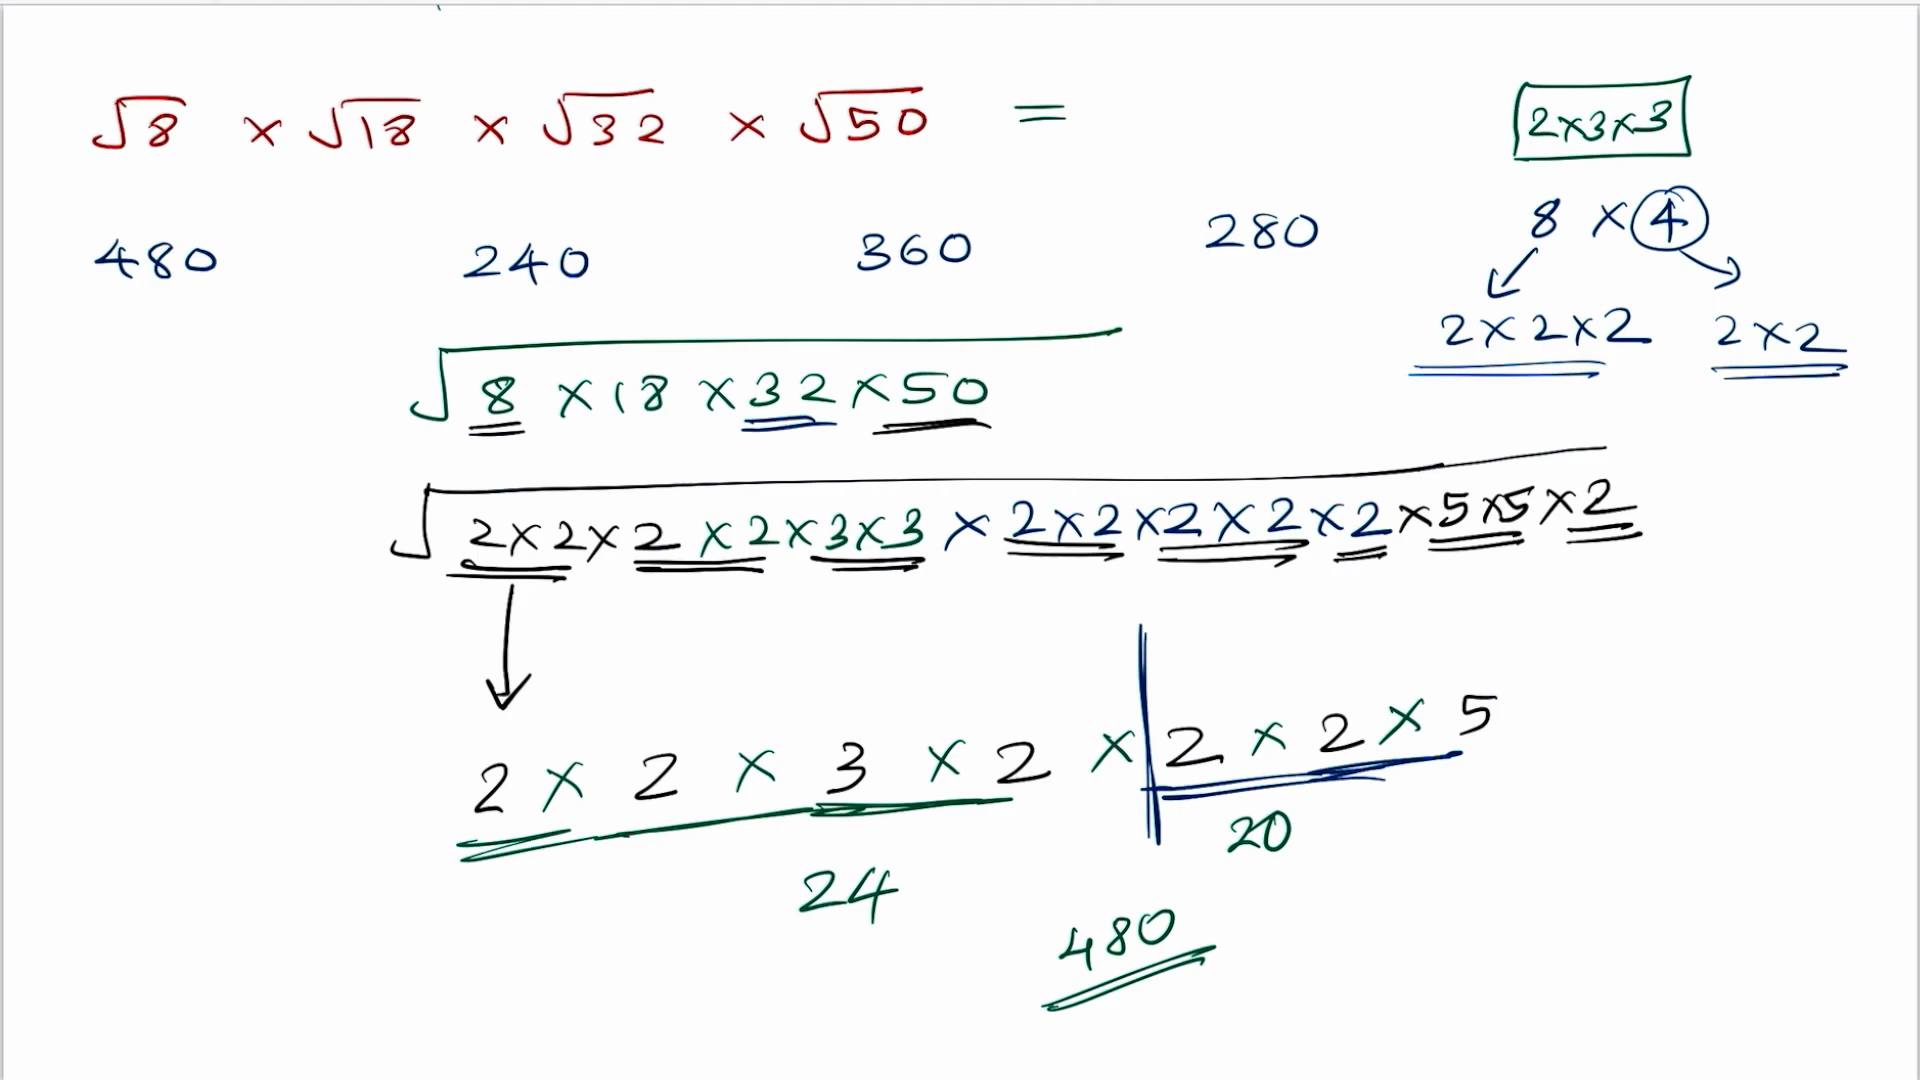 √8 × √18 × √32 × √50 =
2×3×3
8 × 4
480 240 360 280
2×2×2 2×2
√8 ×18 ×32 ×50
√2×2×2 ×2×3×3 × 2×2×2×2×2×5×5×2
2 × 2 × 3 × 2 × 2 × 2 × 5
24 20
480